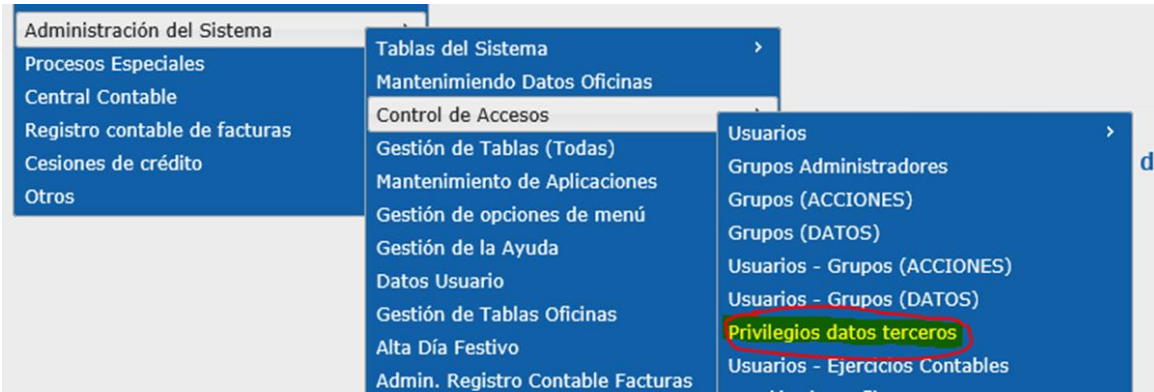 Administración del Sistema
Procesos Especiales
Central Contable
Registro contable de facturas
Cesiones de crédito
Otros
Tablas del Sistema
Mantenimiendo Datos Oficinas
Control de Accesos
Gestión de Tablas (Todas)
Mantenimiento de Aplicaciones
Gestión de opciones de menú
Gestión de la Ayuda
Datos Usuario
Gestión de Tablas Oficinas
Alta Día Festivo
Admin. Registro Contable Facturas
Usuarios
Grupos Administradores
Grupos (ACCIONES)
Grupos (DATOS)
Usuarios - Grupos (ACCIONES)
Usuarios - Grupos (DATOS)
Privilegios datos terceros
Usuarios - Ejercicios Contables
d